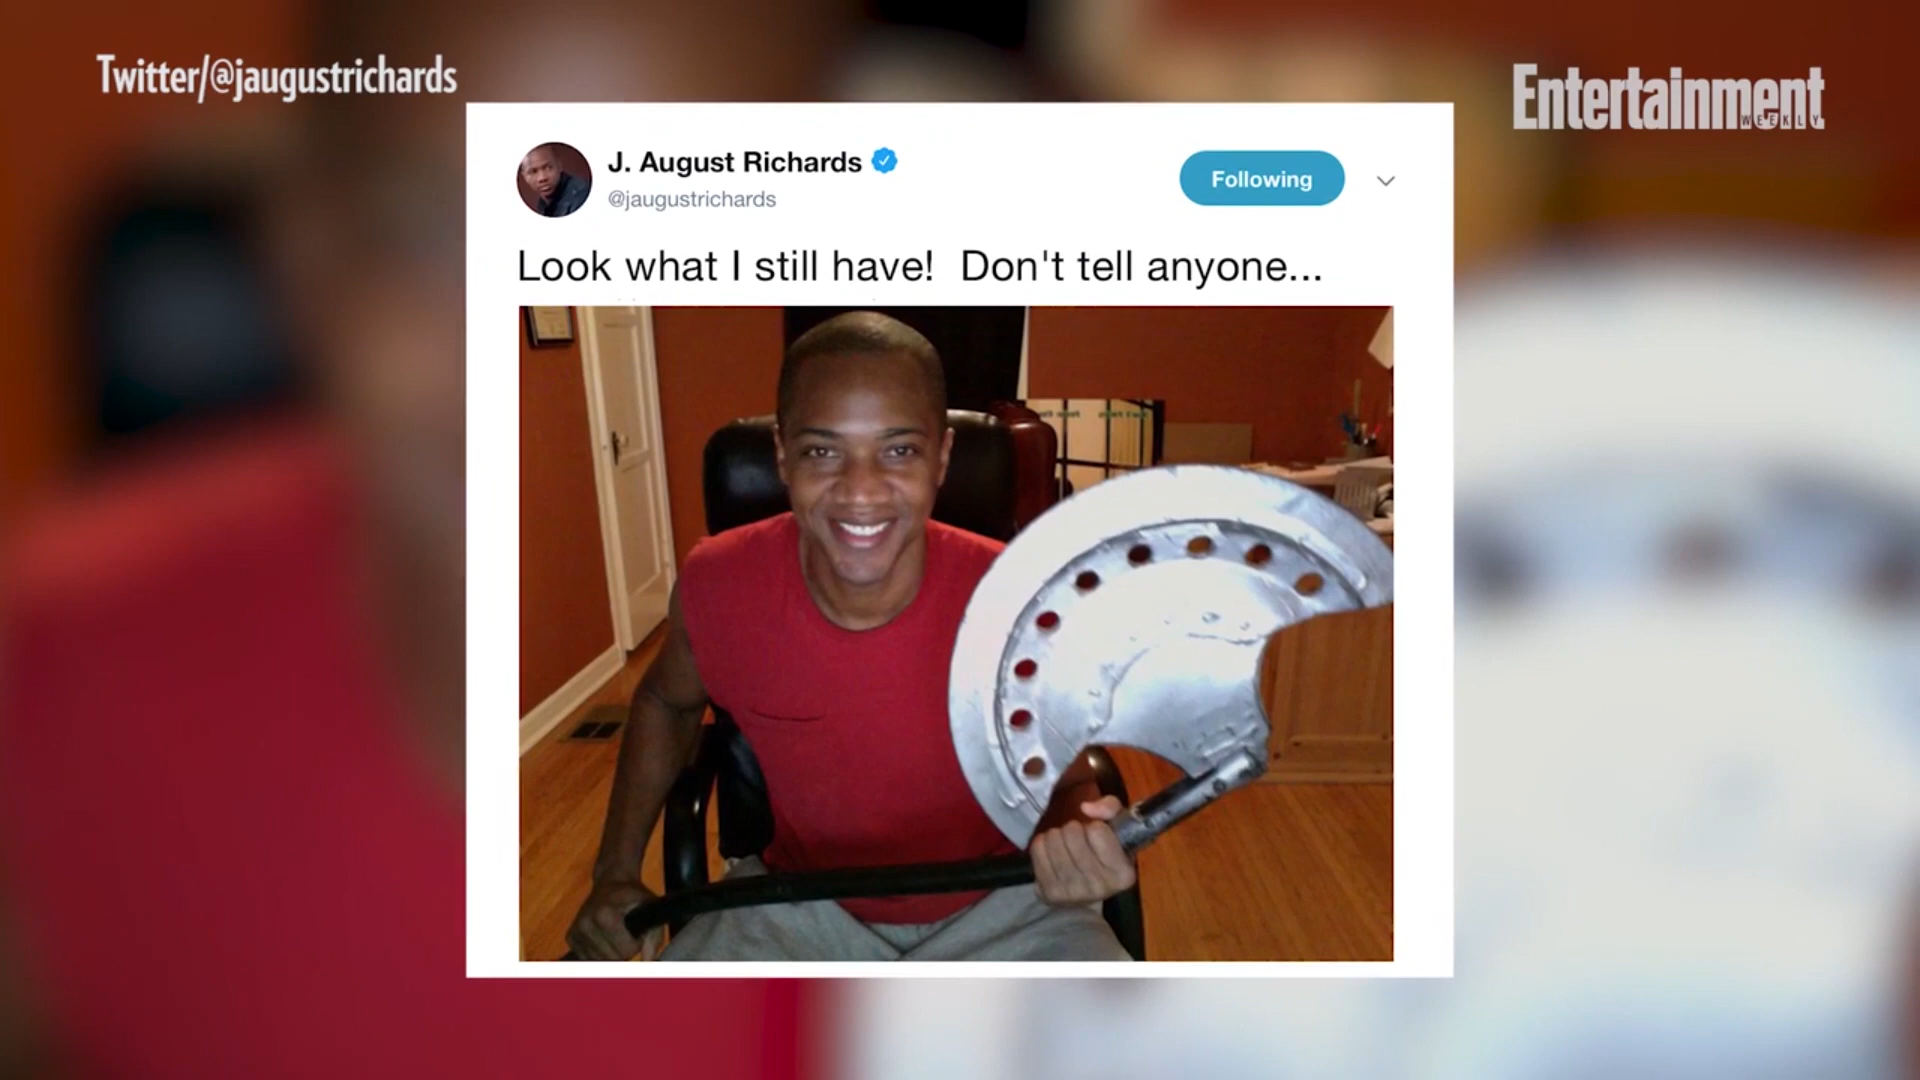 Twitter/@jaugustrichards
Entertainment
WEEKLY
J. August Richards
@jaugustrichards
Following
Look what I still have! Don't tell anyone...